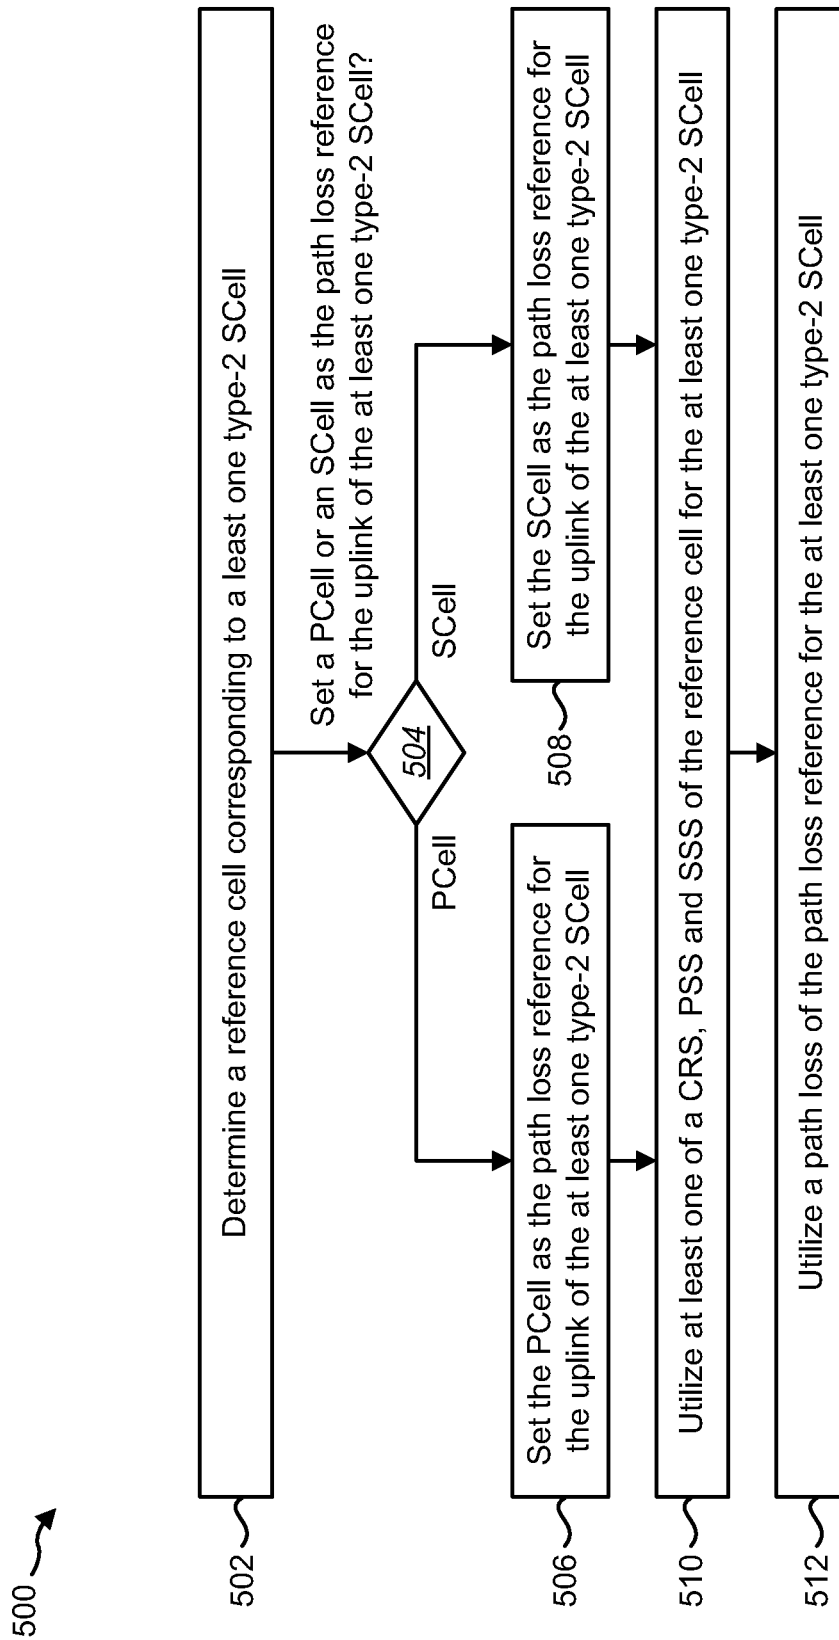 500
502
Determine a reference cell corresponding to a least one type-2 SCell
Set a PCell or an SCell as the path loss reference
for the uplink of the at least one type-2 SCell?
504
PCell
SCell
506
Set the PCell as the path loss reference for
the uplink of the at least one type-2 SCell
508
Set the SCell as the path loss reference for
the uplink of the at least one type-2 SCell
510
Utilize at least one of a CRS, PSS and SSS of the reference cell for the at least one type-2 SCell
512
Utilize a path loss of the path loss reference for the at least one type-2 SCell